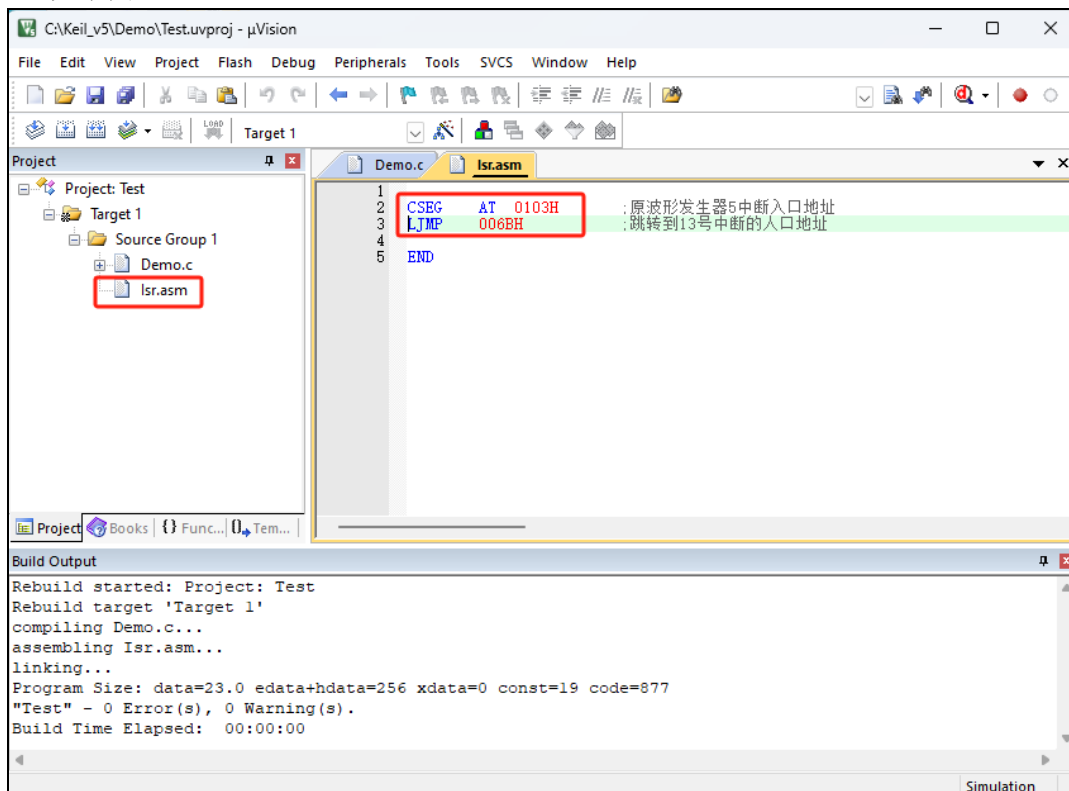 C:\Keil_v5\Demo\Test.uvproj - µVision
File Edit View Project Flash Debug Peripherals Tools SVCS Window Help
LOAD Target 1
Project
Demo.c Isr.asm
Project: Test
Target 1
Source Group 1
Demo.c
Isr.asm
1
2 CSEG AT 0103H ;原波形发生器5中断入口地址
3 LJMP 006BH ;跳转到13号中断的入口地址
4
5 END
Project Books {} Func... Tem...
Build Output
Rebuild started: Project: Test
Rebuild target 'Target 1'
compiling Demo.c...
assembling Isr.asm...
linking...
Program Size: data=23.0 edata+hdata=256 xdata=0 const=19 code=877
"Test" - 0 Error(s), 0 Warning(s).
Build Time Elapsed: 00:00:00
Simulation